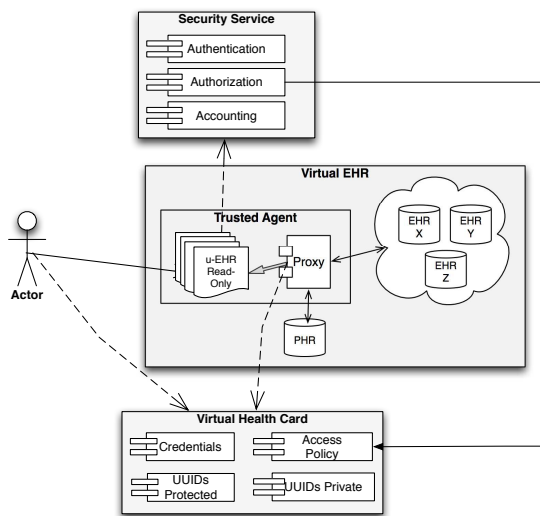 Security Service
Authentication
Authorization
Accounting
Virtual EHR
Trusted Agent
u-EHR
Read-
Only
Proxy
EHR
X
EHR
Y
EHR
Z
PHR
Actor
Virtual Health Card
Credentials
Access
Policy
UUIDs
Protected
UUIDs Private